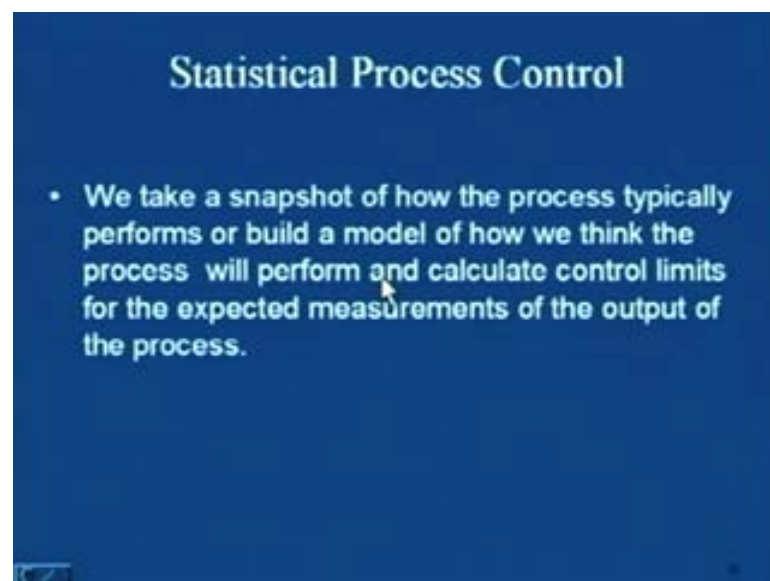 Statistical Process Control
• We take a snapshot of how the process typically
performs or build a model of how we think the
process will perform and calculate control limits
for the expected measurements of the output of
the process.